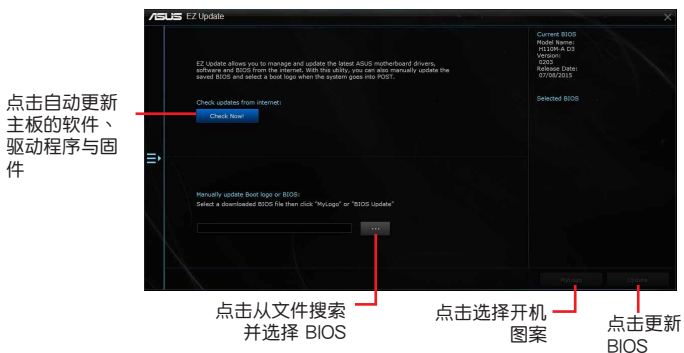 ASUS EZ Update
Current BIOS
Model Name:
H110M-A D3
Version:
0203
Release Date:
07/08/2015
Selected BIOS
EZ Update allows you to manage and update the latest ASUS motherboard drivers,
software and BIOS from the internet. With this utility, you can also manually update the
saved BIOS and select a boot logo when the system goes into POST.
Check updates from internet:
Check Now!
点击自动更新
主板的软件、
驱动程序与固
件
Manually update Boot logo or BIOS:
Select a downloaded BIOS file then click "MyLogo" or "BIOS Update"
...
MyLogo
Update
点击从文件搜索
并选择 BIOS
点击选择开机
图案
点击更新
BIOS